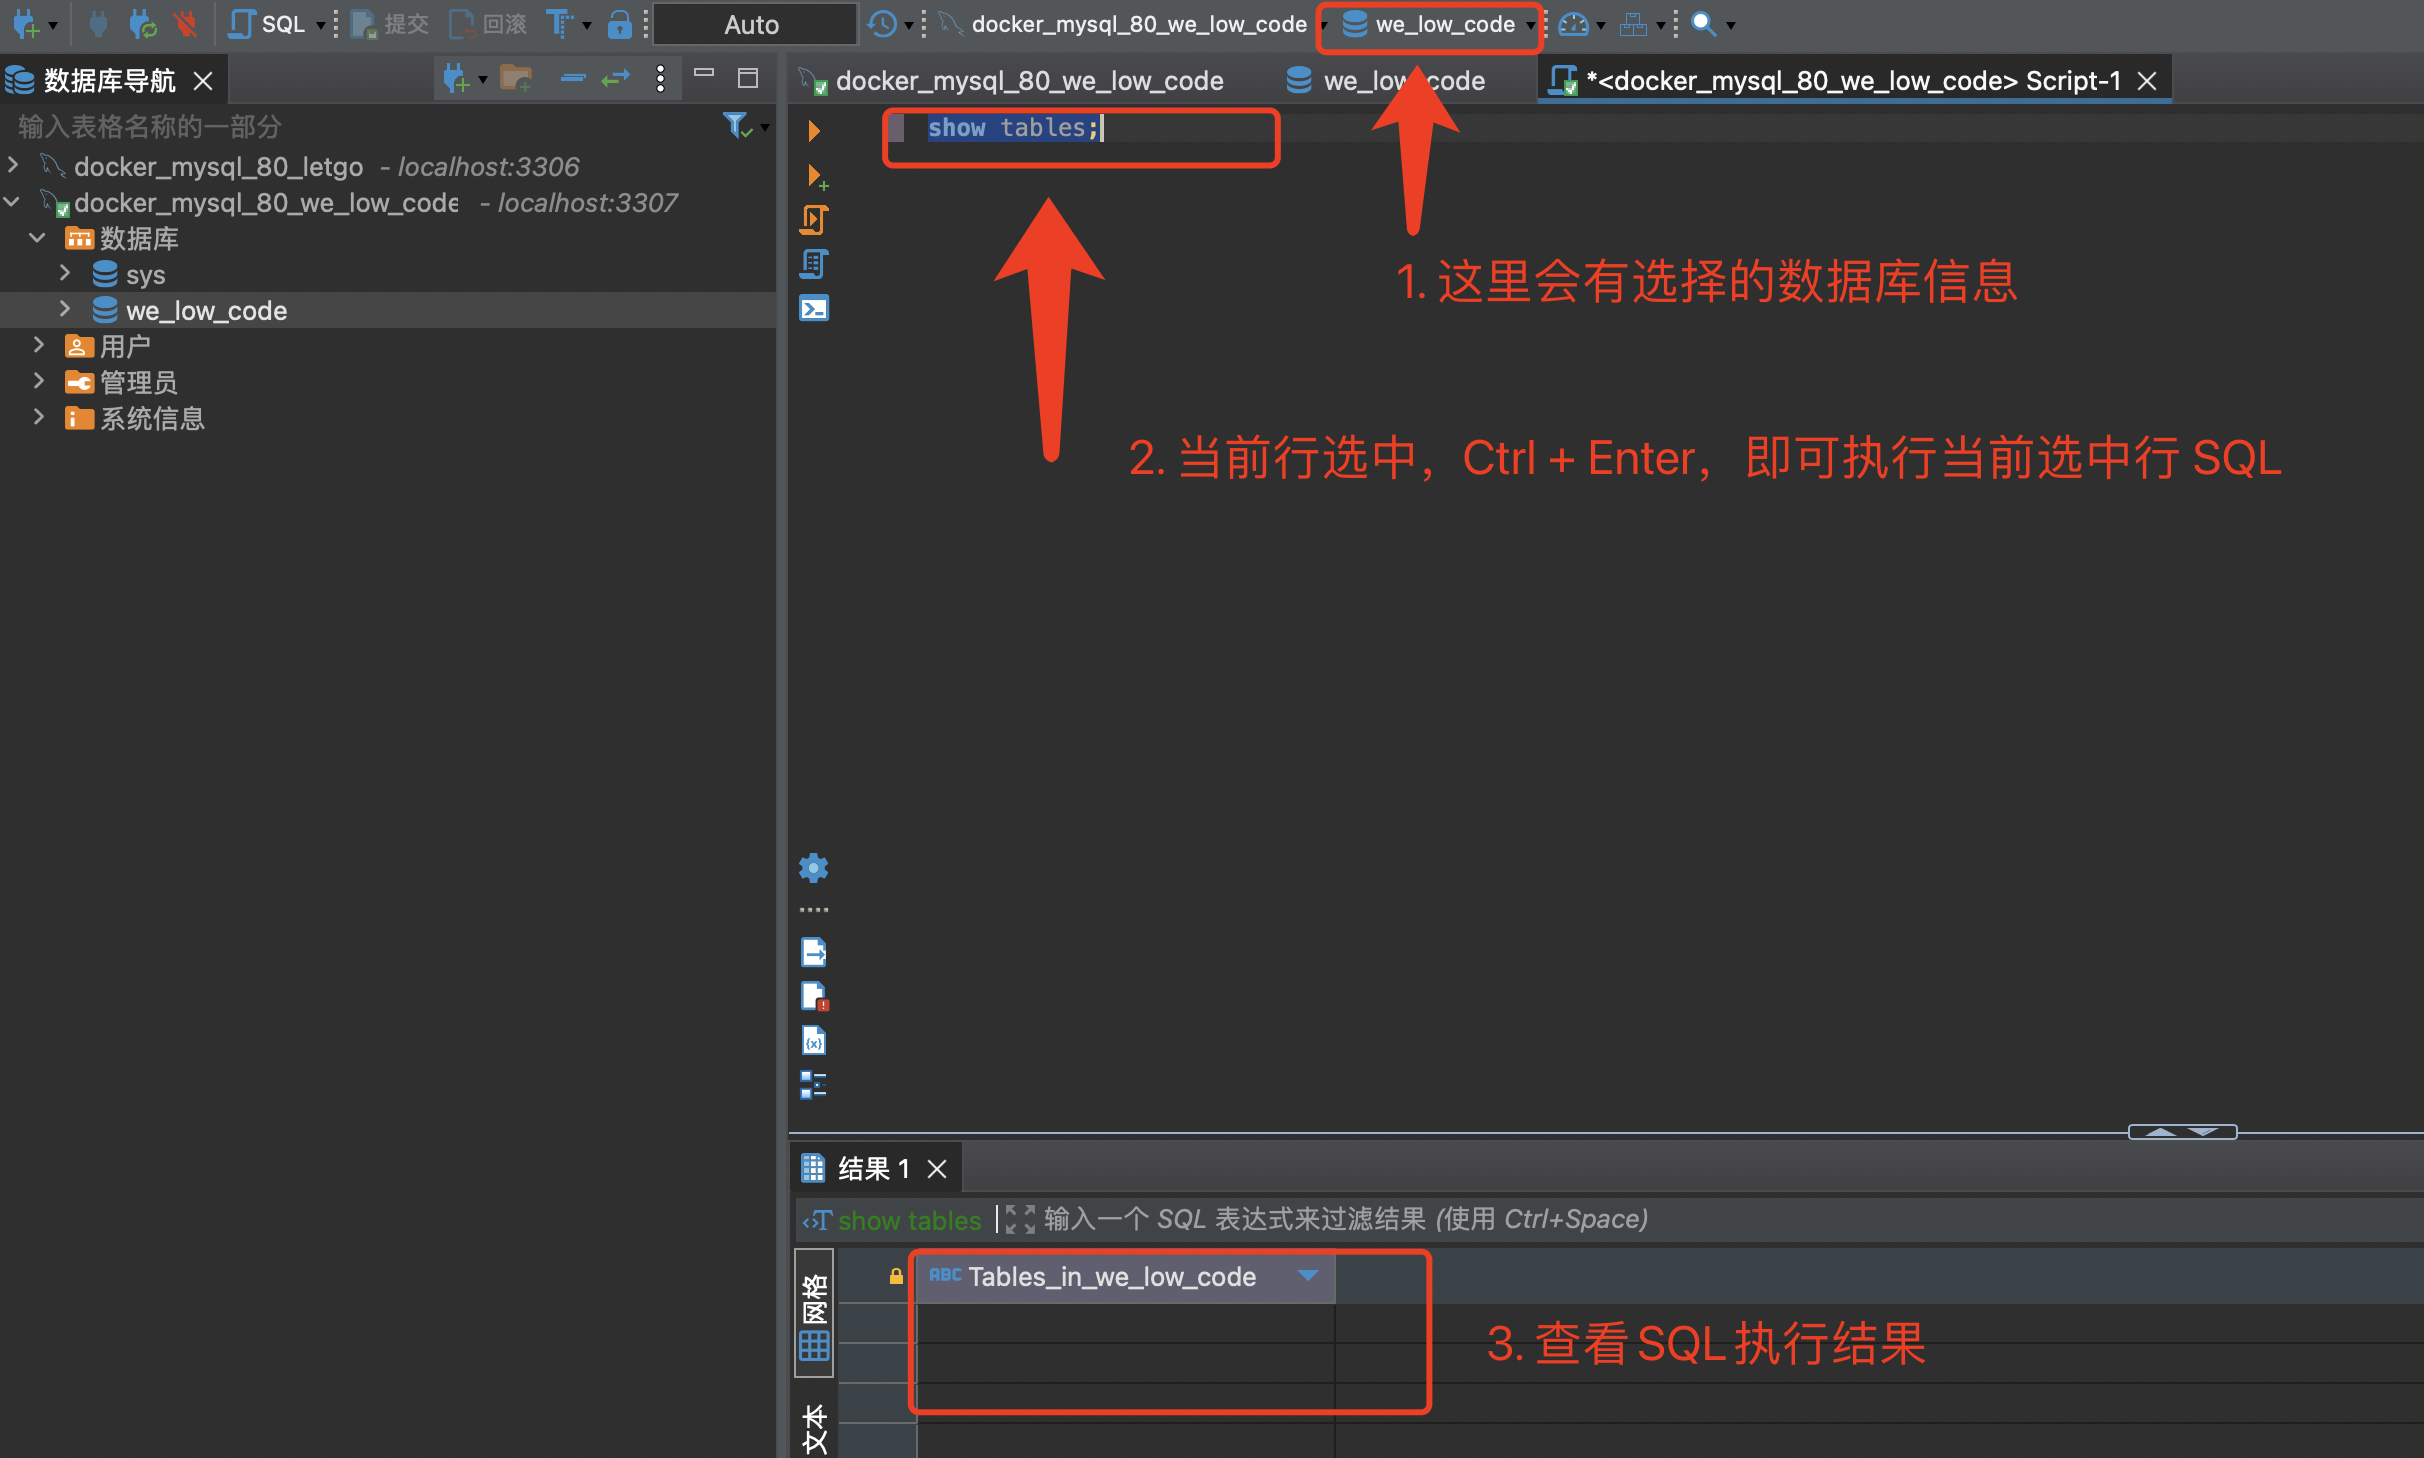 SQL 提交 回滚 Auto docker_mysql_80_we_low_code we_low_code
数据库导航
docker_mysql_80_we_low_code we_low_code *<docker_mysql_80_we_low_code> Script-1
输入表格名称的一部分
docker_mysql_80_letgo - localhost:3306
docker_mysql_80_we_low_code - localhost:3307
数据库
sys
we_low_code
用户
管理员
系统信息
show tables;
1. 这里会有选择的数据库信息
2. 当前行选中，Ctrl + Enter，即可执行当前选中行 SQL
结果 1
show tables 输入一个 SQL 表达式来过滤结果 (使用 Ctrl+Space)
网格
文本
ABC Tables_in_we_low_code
3. 查看 SQL 执行结果